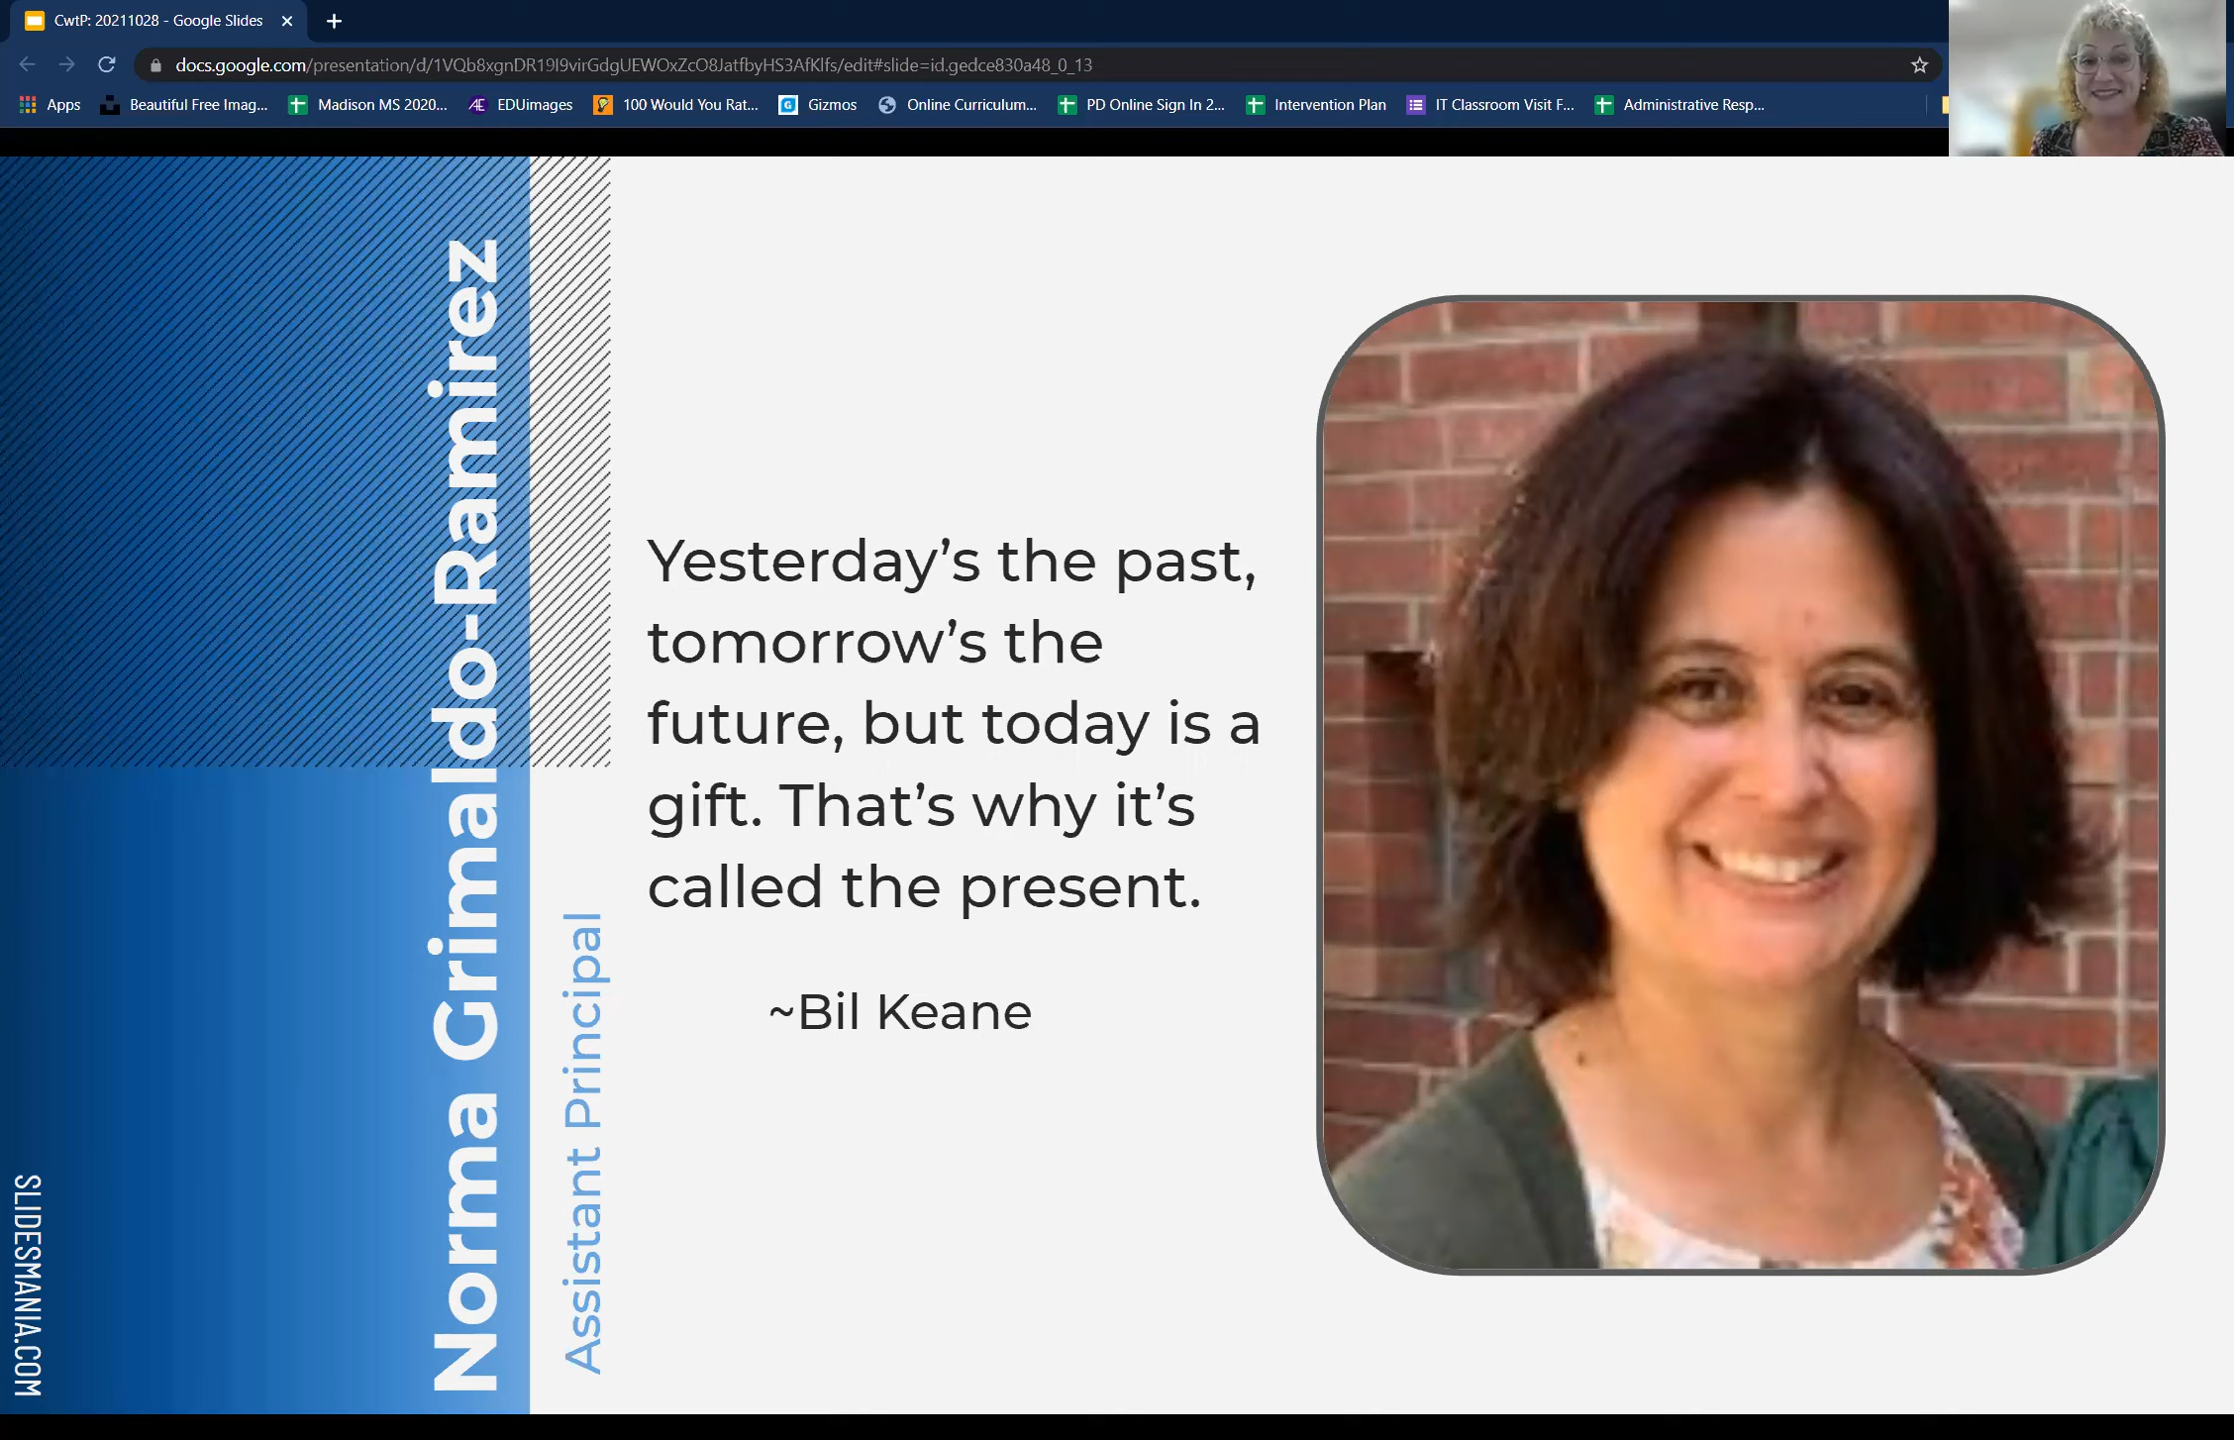 CwtP: 20211028 - Google Slides
docs.google.com/presentation/d/1VQb8xgnDR19I9virGdgUEWOxZcO8JatfbyHS3AfKlfs/edit#slide=id.gedce830a48_0_13
Apps
Beautiful Free Imag...
Madison MS 2020...
Æ
EDUimages
100 Would You Rat...
G
Gizmos
Online Curriculum...
PD Online Sign In 2...
Intervention Plan
IT Classroom Visit F...
Administrative Resp...
Norma Grimaldo-Ramirez
Assistant Principal
Yesterday’s the past,
tomorrow’s the
future, but today is a
gift. That’s why it’s
called the present.
~Bil Keane
SLIDESMANIA.COM